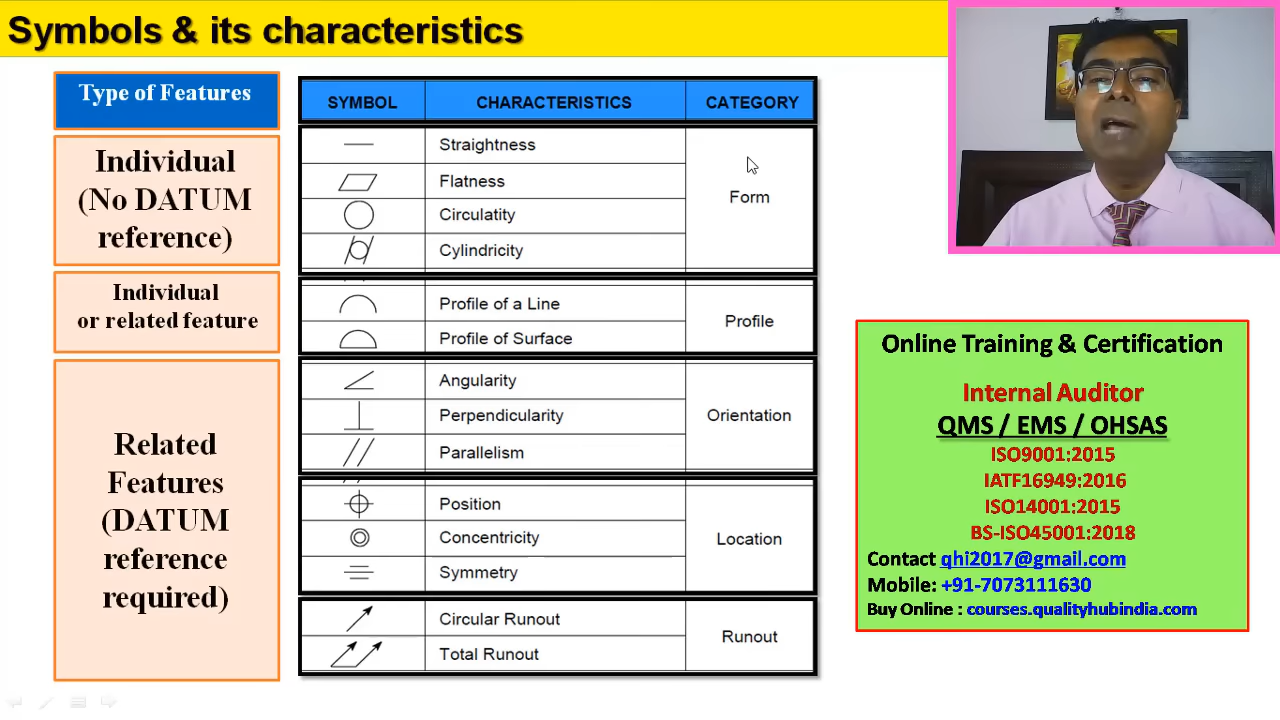 Symbols & its characteristics
Type of Features
Individual
(No DATUM
reference)
Individual
or related feature
Related
Features
(DATUM
reference
required)
SYMBOL CHARACTERISTICS CATEGORY
Straightness
Flatness
Circulatity
Cylindricity
Form
Profile of a Line
Profile of Surface
Profile
Angularity
Perpendicularity
Parallelism
Orientation
Position
Concentricity
Symmetry
Location
Circular Runout
Total Runout
Runout
Online Training & Certification
Internal Auditor
QMS / EMS / OHSAS
ISO9001:2015
IATF16949:2016
ISO14001:2015
BS-ISO45001:2018
Contact qhi2017@gmail.com
Mobile: +91-7073111630
Buy Online : courses.qualityhubindia.com